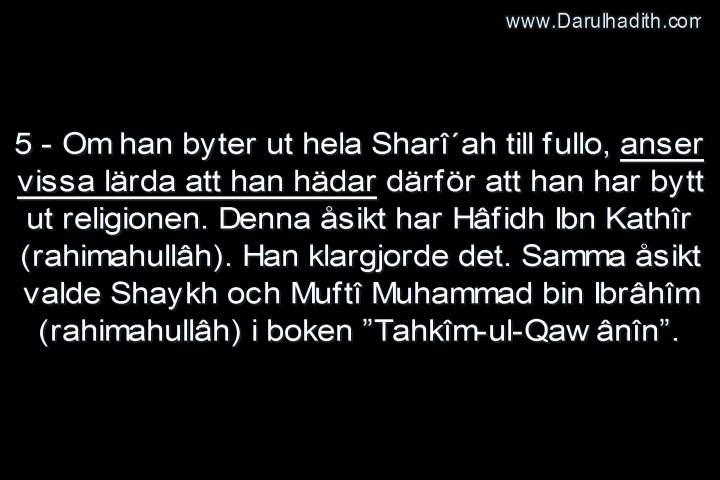 www.Darulhadith.com
5 - Om han byter ut hela Sharî´ah till fullo, anser
vissa lärda att han hädar därför att han har bytt
ut religionen. Denna åsikt har Hâfidh Ibn Kathîr
(rahimahullâh). Han klargjorde det. Samma åsikt
valde Shaykh och Muftî Muhammad bin Ibrâhîm
(rahimahullâh) i boken ”Tahkîm-ul-Qaw ânîn”.